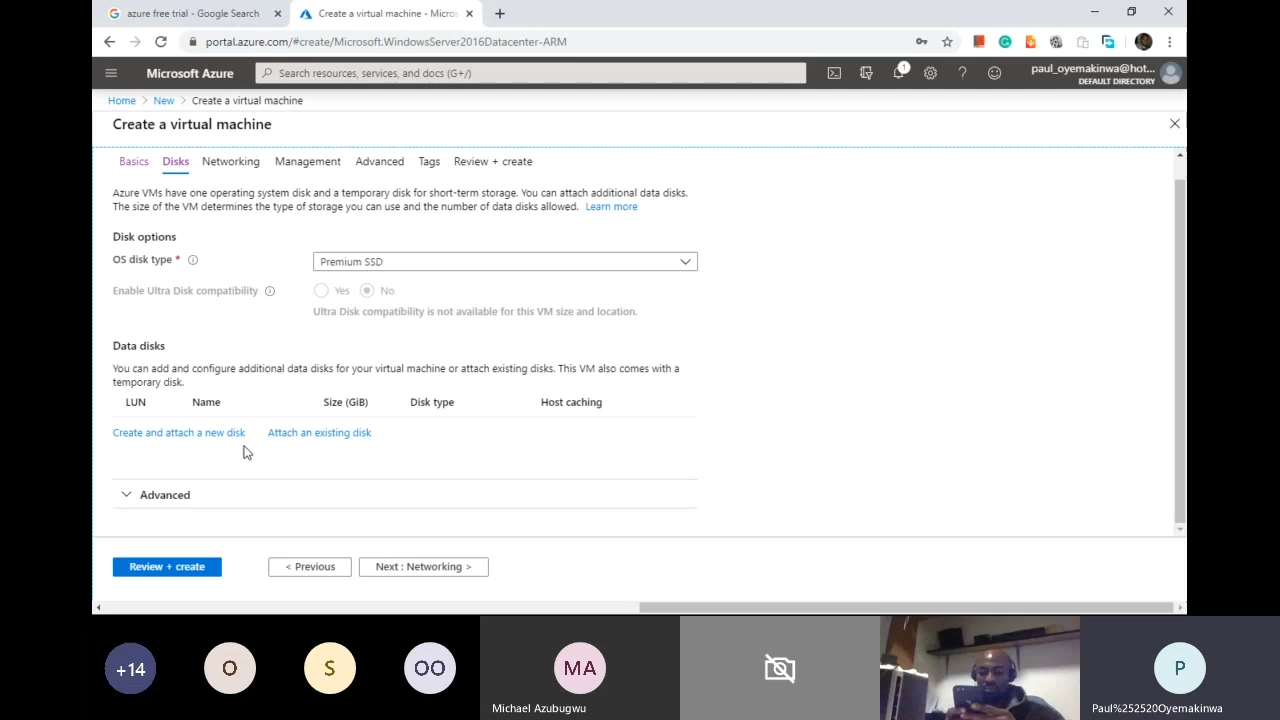 azure free trial - Google Search
Create a virtual machine - Micros
portal.azure.com/#create/Microsoft.WindowsServer2016Datacenter-ARM
Microsoft Azure
Search resources, services, and docs (G+/)
1
paul_oyemakinwa@hot...
DEFAULT DIRECTORY
Home > New > Create a virtual machine
Create a virtual machine
Basics Disks Networking Management Advanced Tags Review + create
Azure VMs have one operating system disk and a temporary disk for short-term storage. You can attach additional data disks.
The size of the VM determines the type of storage you can use and the number of data disks allowed. Learn more
Disk options
OS disk type *
Premium SSD
Enable Ultra Disk compatibility
Yes No
Ultra Disk compatibility is not available for this VM size and location.
Data disks
You can add and configure additional data disks for your virtual machine or attach existing disks. This VM also comes with a
temporary disk.
LUN Name Size (GiB) Disk type Host caching
Create and attach a new disk Attach an existing disk
Advanced
Review + create < Previous Next : Networking >
+14 O S OO MA P
Michael Azubugwu
Paul%252520Oyemakinwa